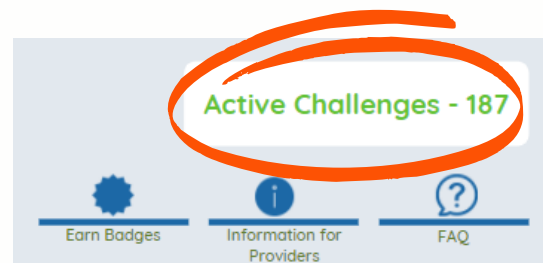 Active Challenges - 187
Earn Badges
Information for
Providers
FAQ